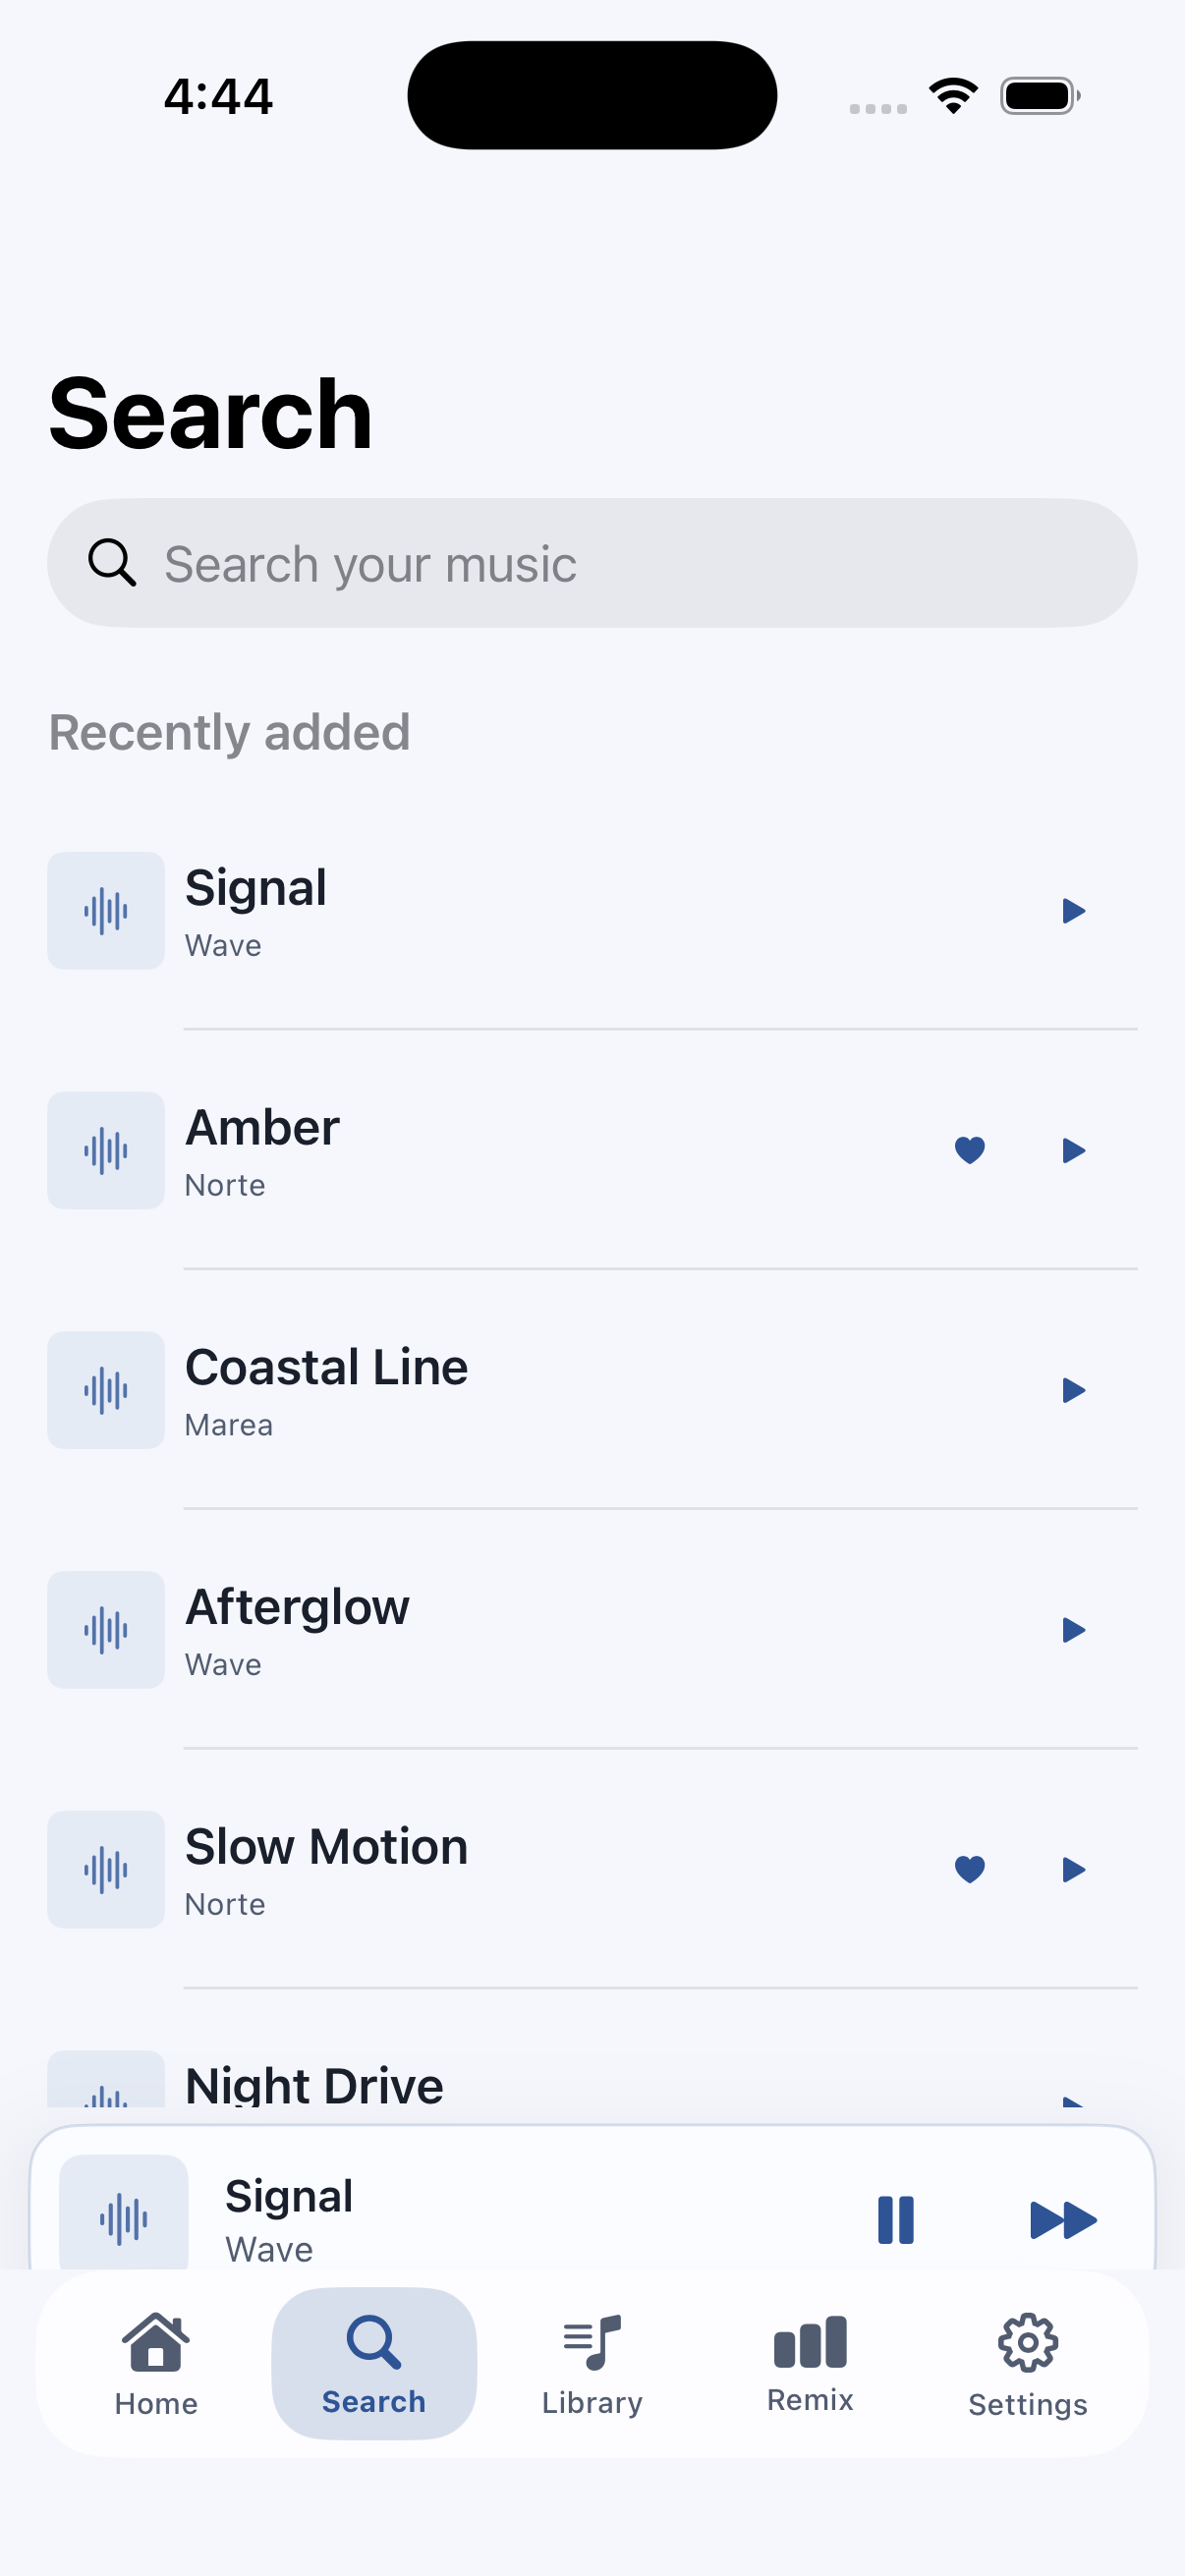 4:44
Search
Search your music
Recently added
Signal
Wave
Amber
Norte
Coastal Line
Marea
Afterglow
Wave
Slow Motion
Norte
Night Drive
Signal
Wave
Home
Search
Library
Remix
Settings